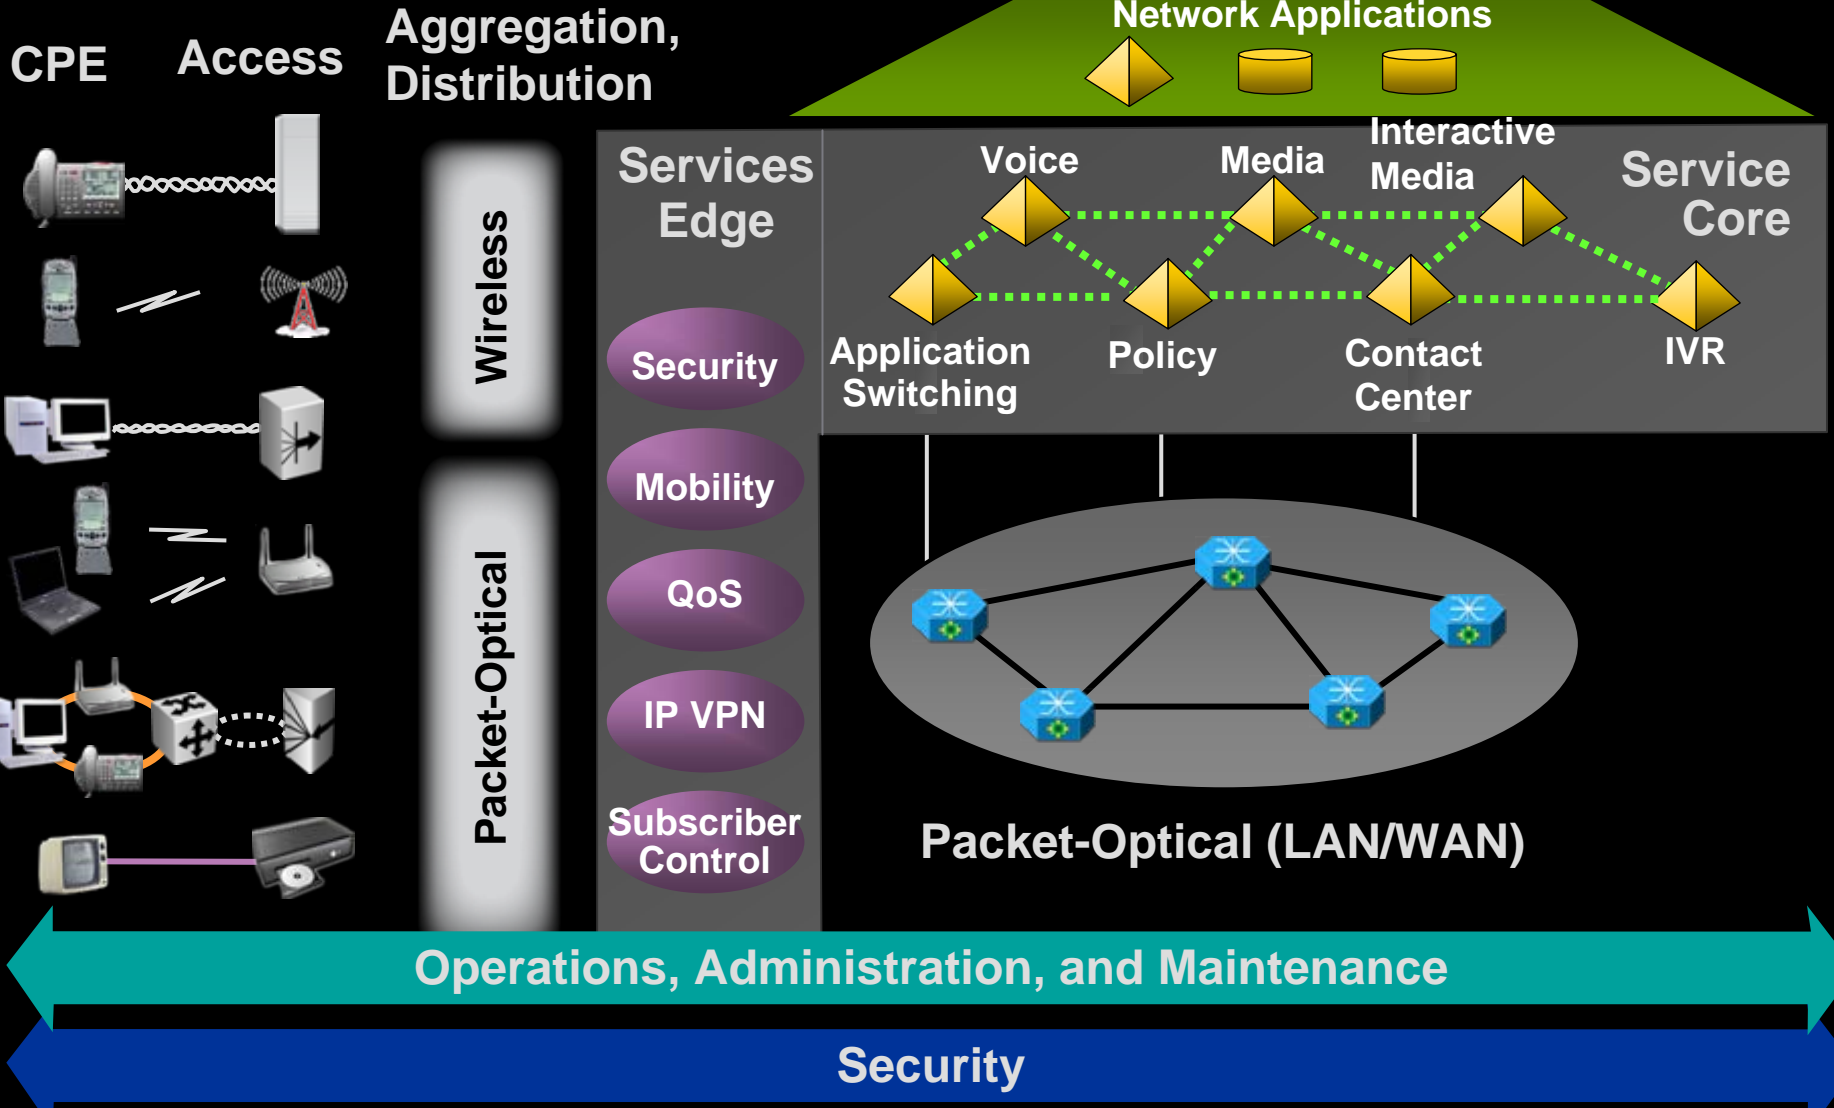 CPE
Access
Aggregation,
Distribution
Network Applications
Wireless
Packet-Optical
Services
Edge
Security
Mobility
QoS
IP VPN
Subscriber
Control
Voice
Media
Interactive
Media
Service
Core
Application
Switching
Policy
Contact
Center
IVR
Packet-Optical (LAN/WAN)
Operations, Administration, and Maintenance
Security